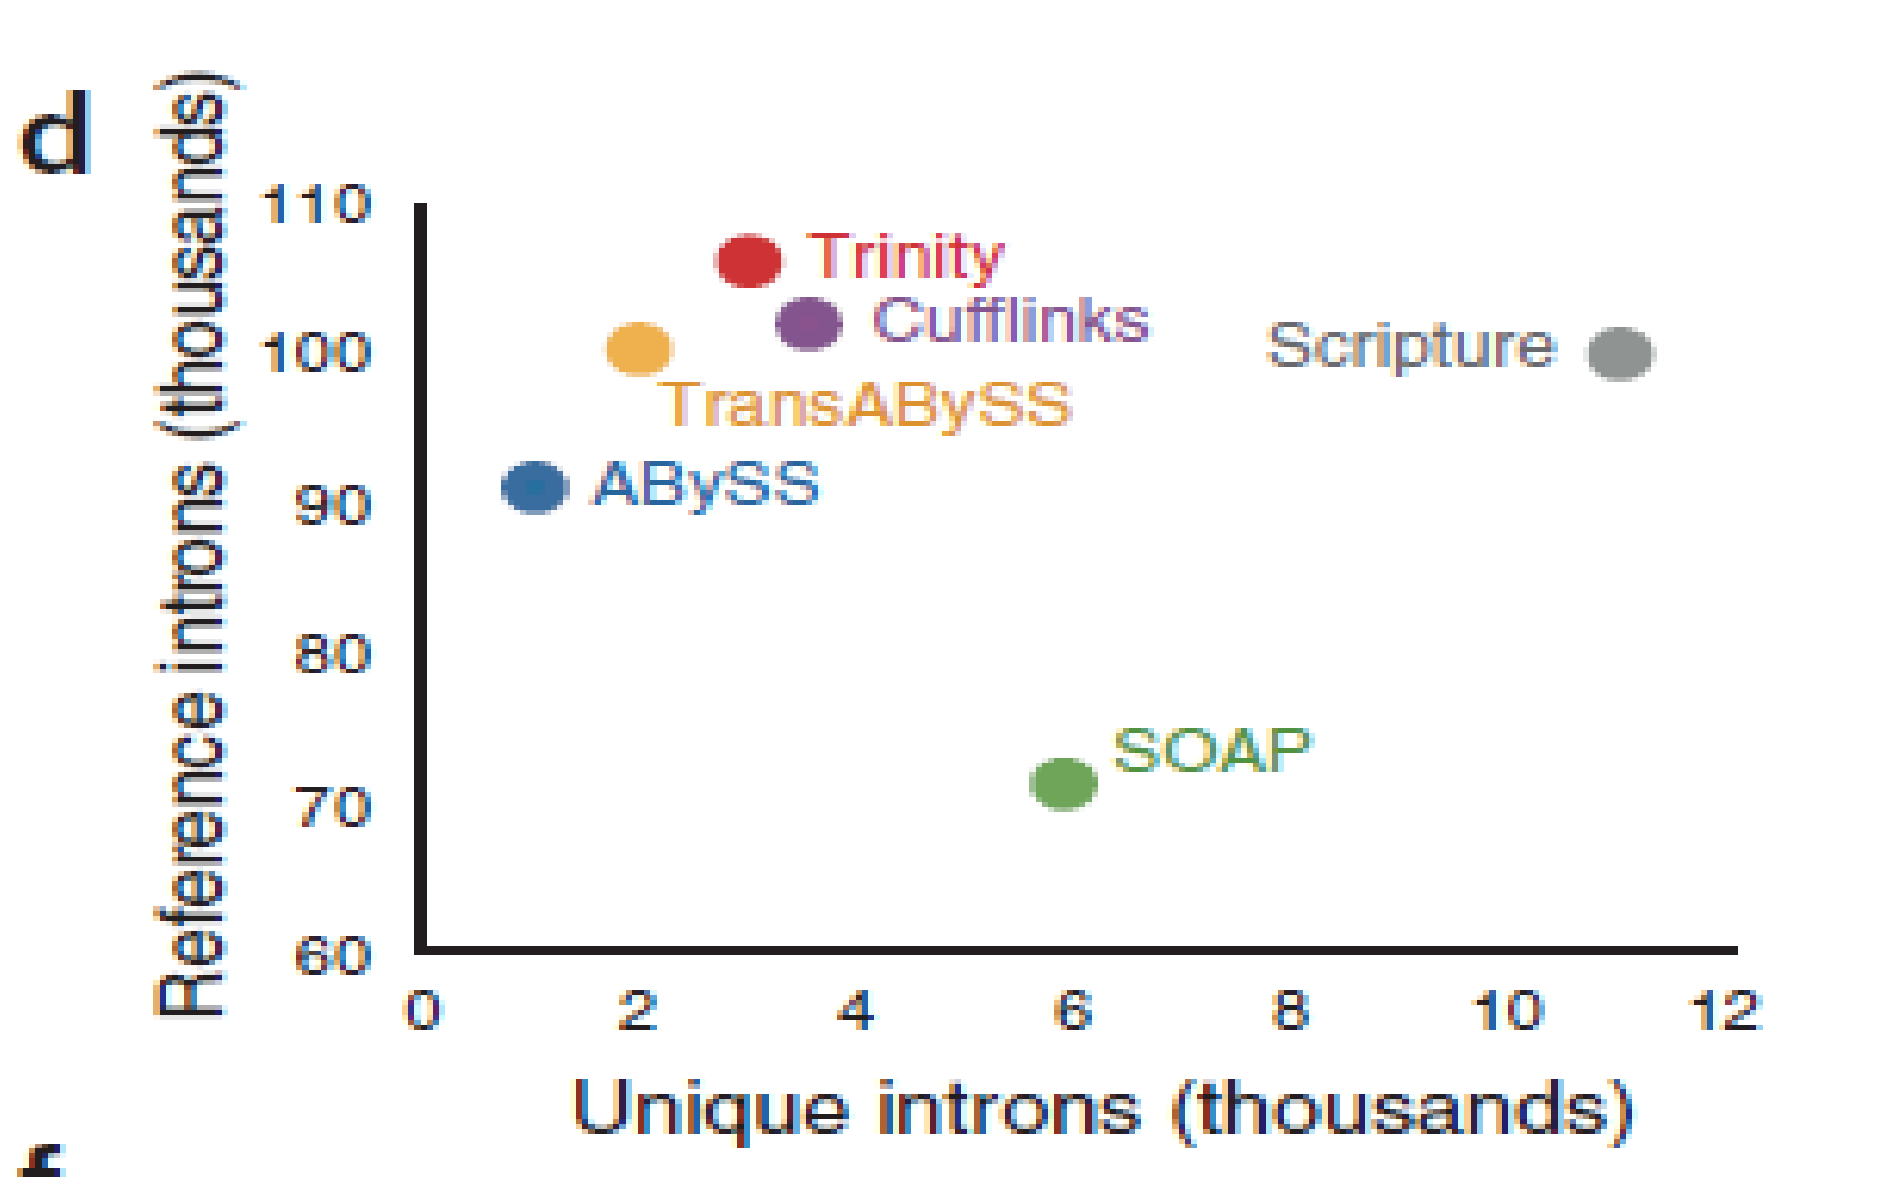 d
Reference introns (thousands)
110
Trinity
Cufflinks
Scripture
100
TransABySS
ABySS
90
80
SOAP
70
60
0 2 4 6 8 10 12
Unique introns (thousands)